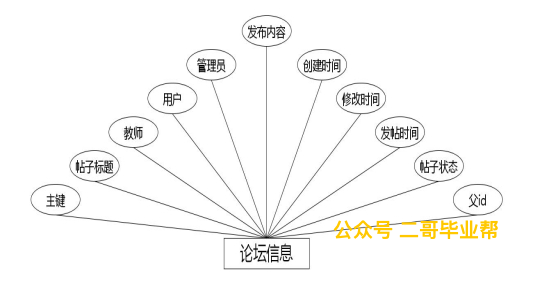 发布内容
管理员
创建时间
用户
修改时间
教师
发帖时间
帖子标题
帖子状态
主键
父id
公众号 二哥毕业帮
论坛信息